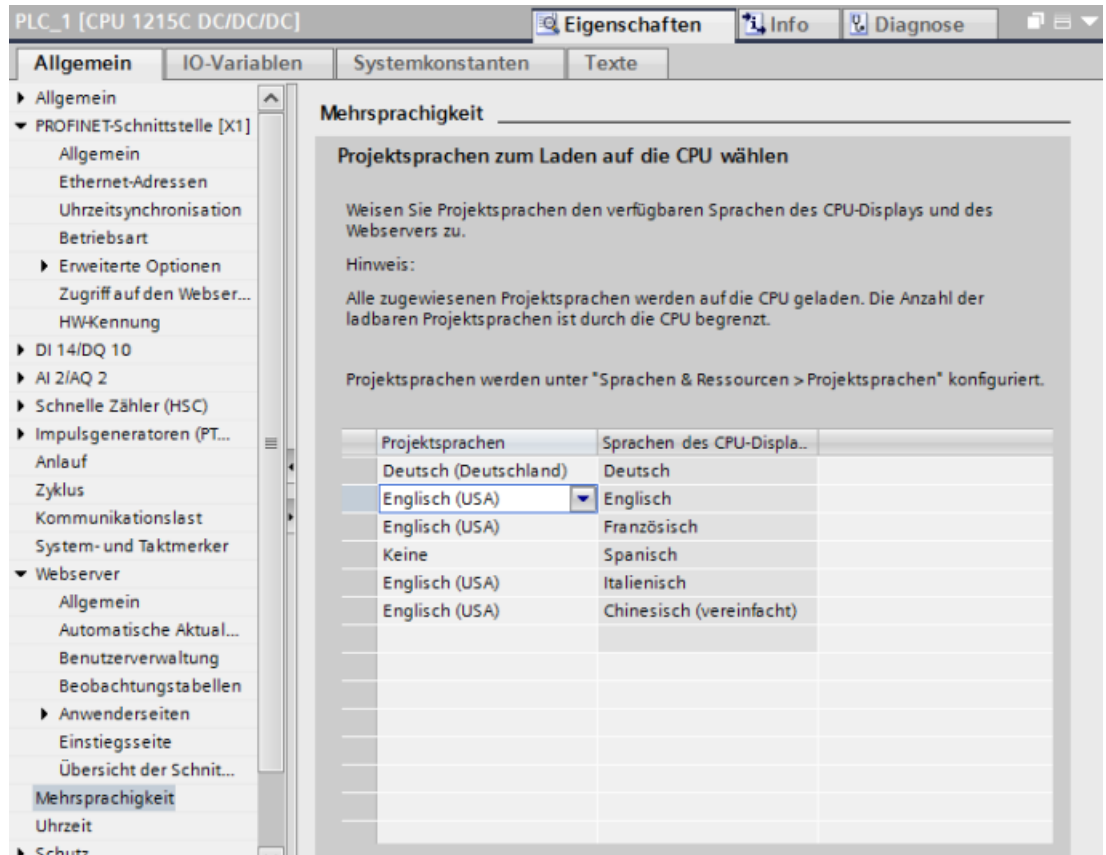 PLC_1 [CPU 1215C DC/DC/DC]
Eigenschaften
Info
Diagnose
Allgemein
IO-Variablen
Systemkonstanten
Texte
Allgemein
PROFINET-Schnittstelle [X1]
Allgemein
Ethernet-Adressen
Uhrzeitsynchronisation
Betriebsart
Erweiterte Optionen
Zugriff auf den Webser...
HW-Kennung
DI 14/DQ 10
AI 2/AQ 2
Schnelle Zähler (HSC)
Impulsgeneratoren (PT...
Anlauf
Zyklus
Kommunikationslast
System- und Taktmerker
Webserver
Allgemein
Automatische Aktual...
Benutzerverwaltung
Beobachtungstabellen
Anwenderseiten
Einstiegsseite
Übersicht der Schnit...
Mehrsprachigkeit
Uhrzeit
Schutz
Mehrsprachigkeit
Projektsprachen zum Laden auf die CPU wählen
Weisen Sie Projektsprachen den verfügbaren Sprachen des CPU-Displays und des
Webservers zu.
Hinweis:
Alle zugewiesenen Projektsprachen werden auf die CPU geladen. Die Anzahl der
ladbaren Projektsprachen ist durch die CPU begrenzt.
Projektsprachen werden unter "Sprachen & Ressourcen > Projektsprachen" konfiguriert.
Projektsprachen Sprachen des CPU-Displa..
Deutsch (Deutschland) Deutsch
Englisch (USA) Englisch
Englisch (USA) Französisch
Keine Spanisch
Englisch (USA) Italienisch
Englisch (USA) Chinesisch (vereinfacht)